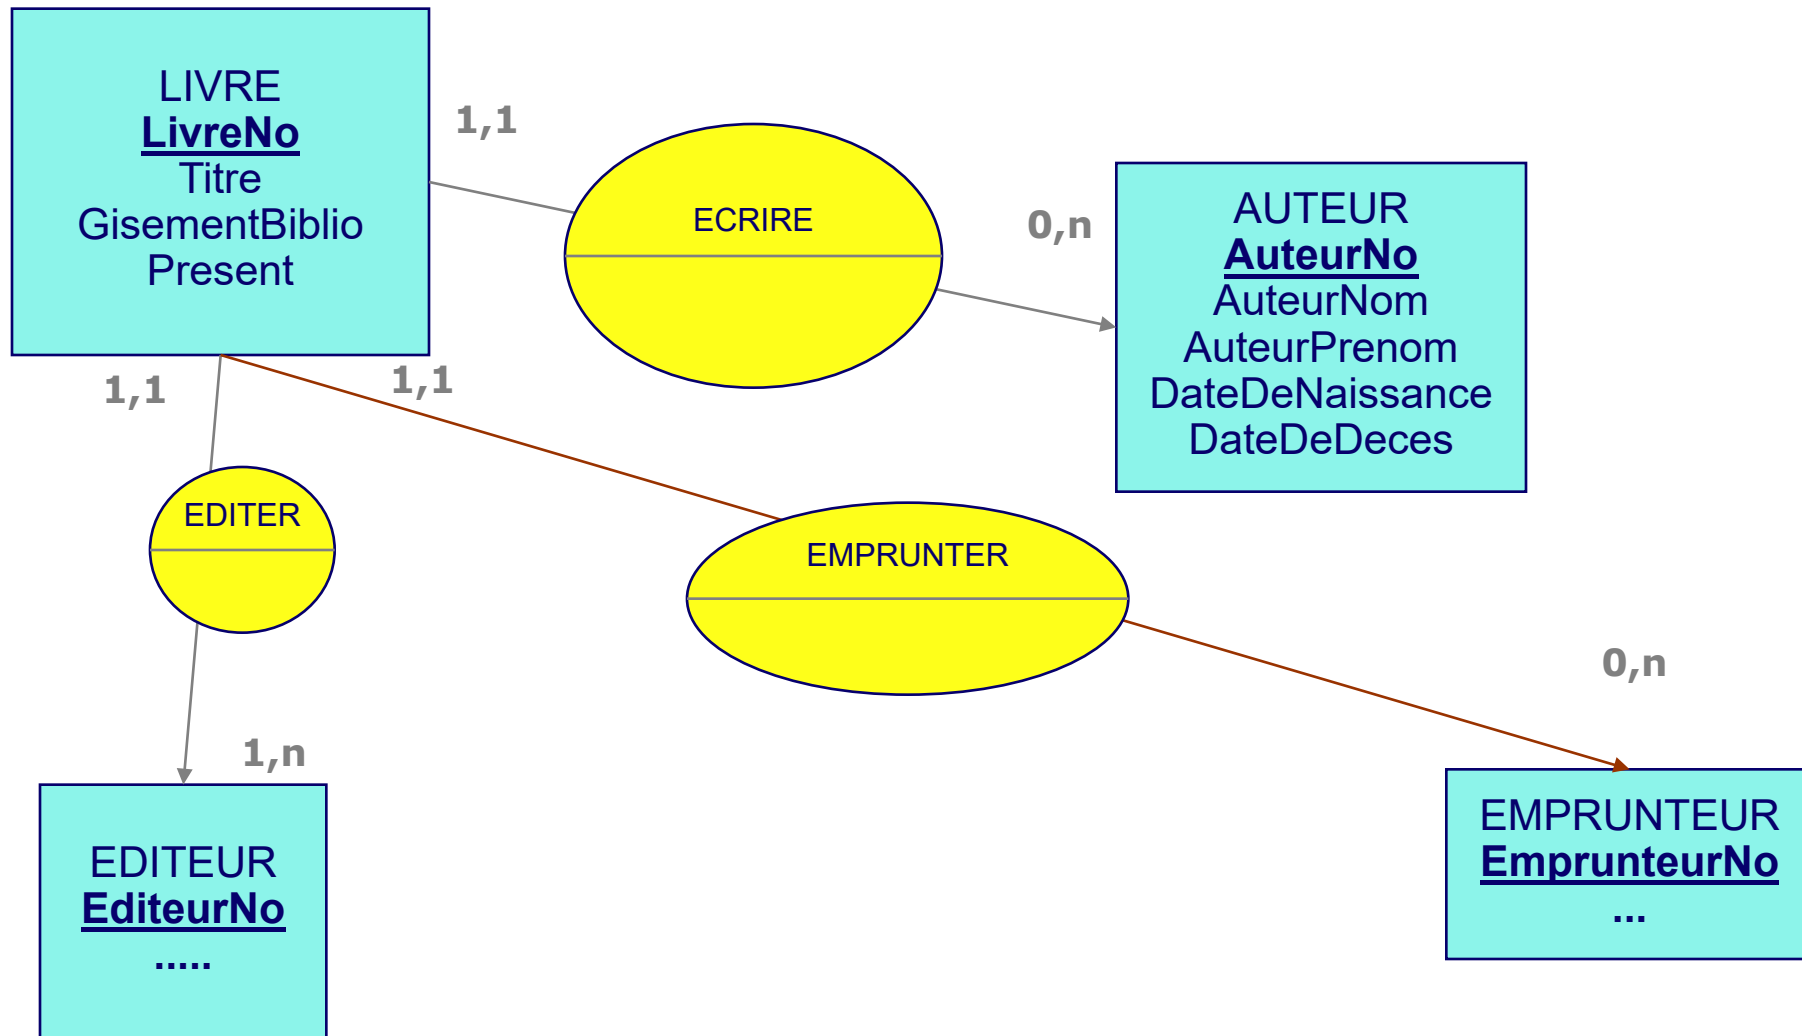 LIVRE
LivreNo
Titre
GisementBiblio
Present
1,1
ECRIRE
0,n
AUTEUR
AuteurNo
AuteurNom
AuteurPrenom
DateDeNaissance
DateDeDeces
1,1
1,1
EDITER
EMPRUNTER
0,n
1,n
EDITEUR
EditeurNo
.....
EMPRUNTEUR
EmprunteurNo
...